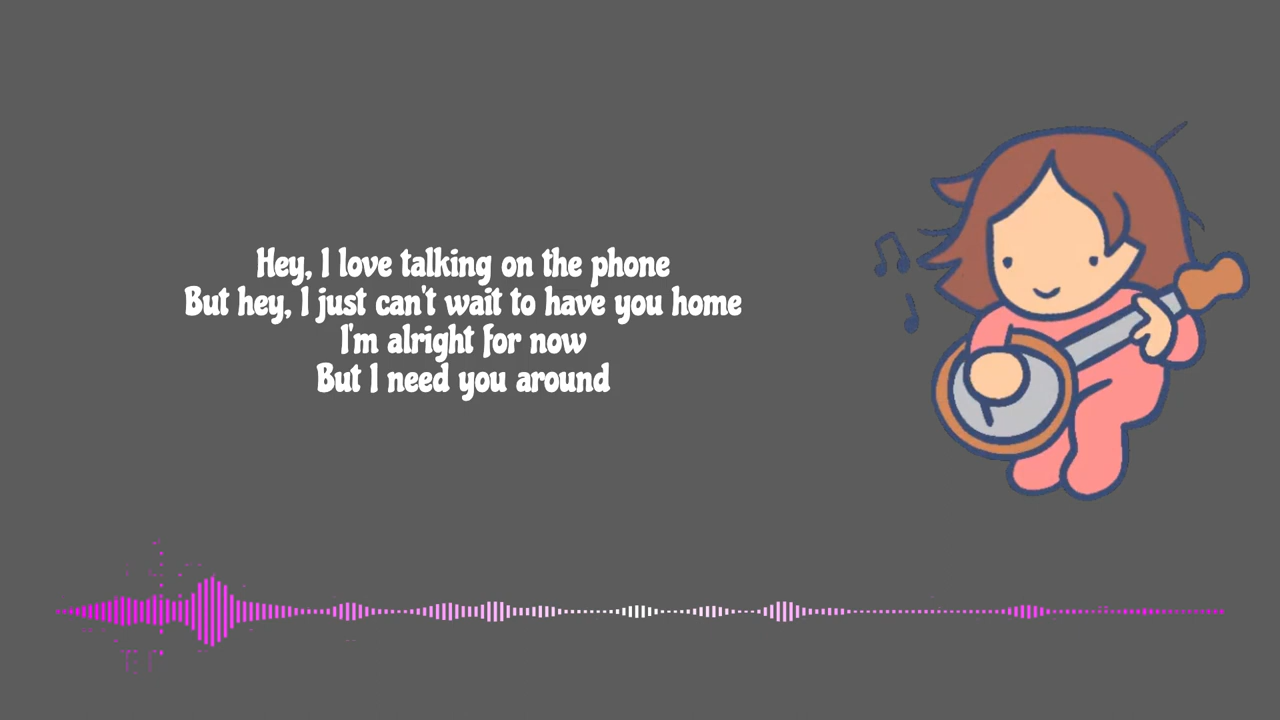 Hey, I love talking on the phone
But hey, I just can't wait to have you home
I'm alright for now
But I need you around